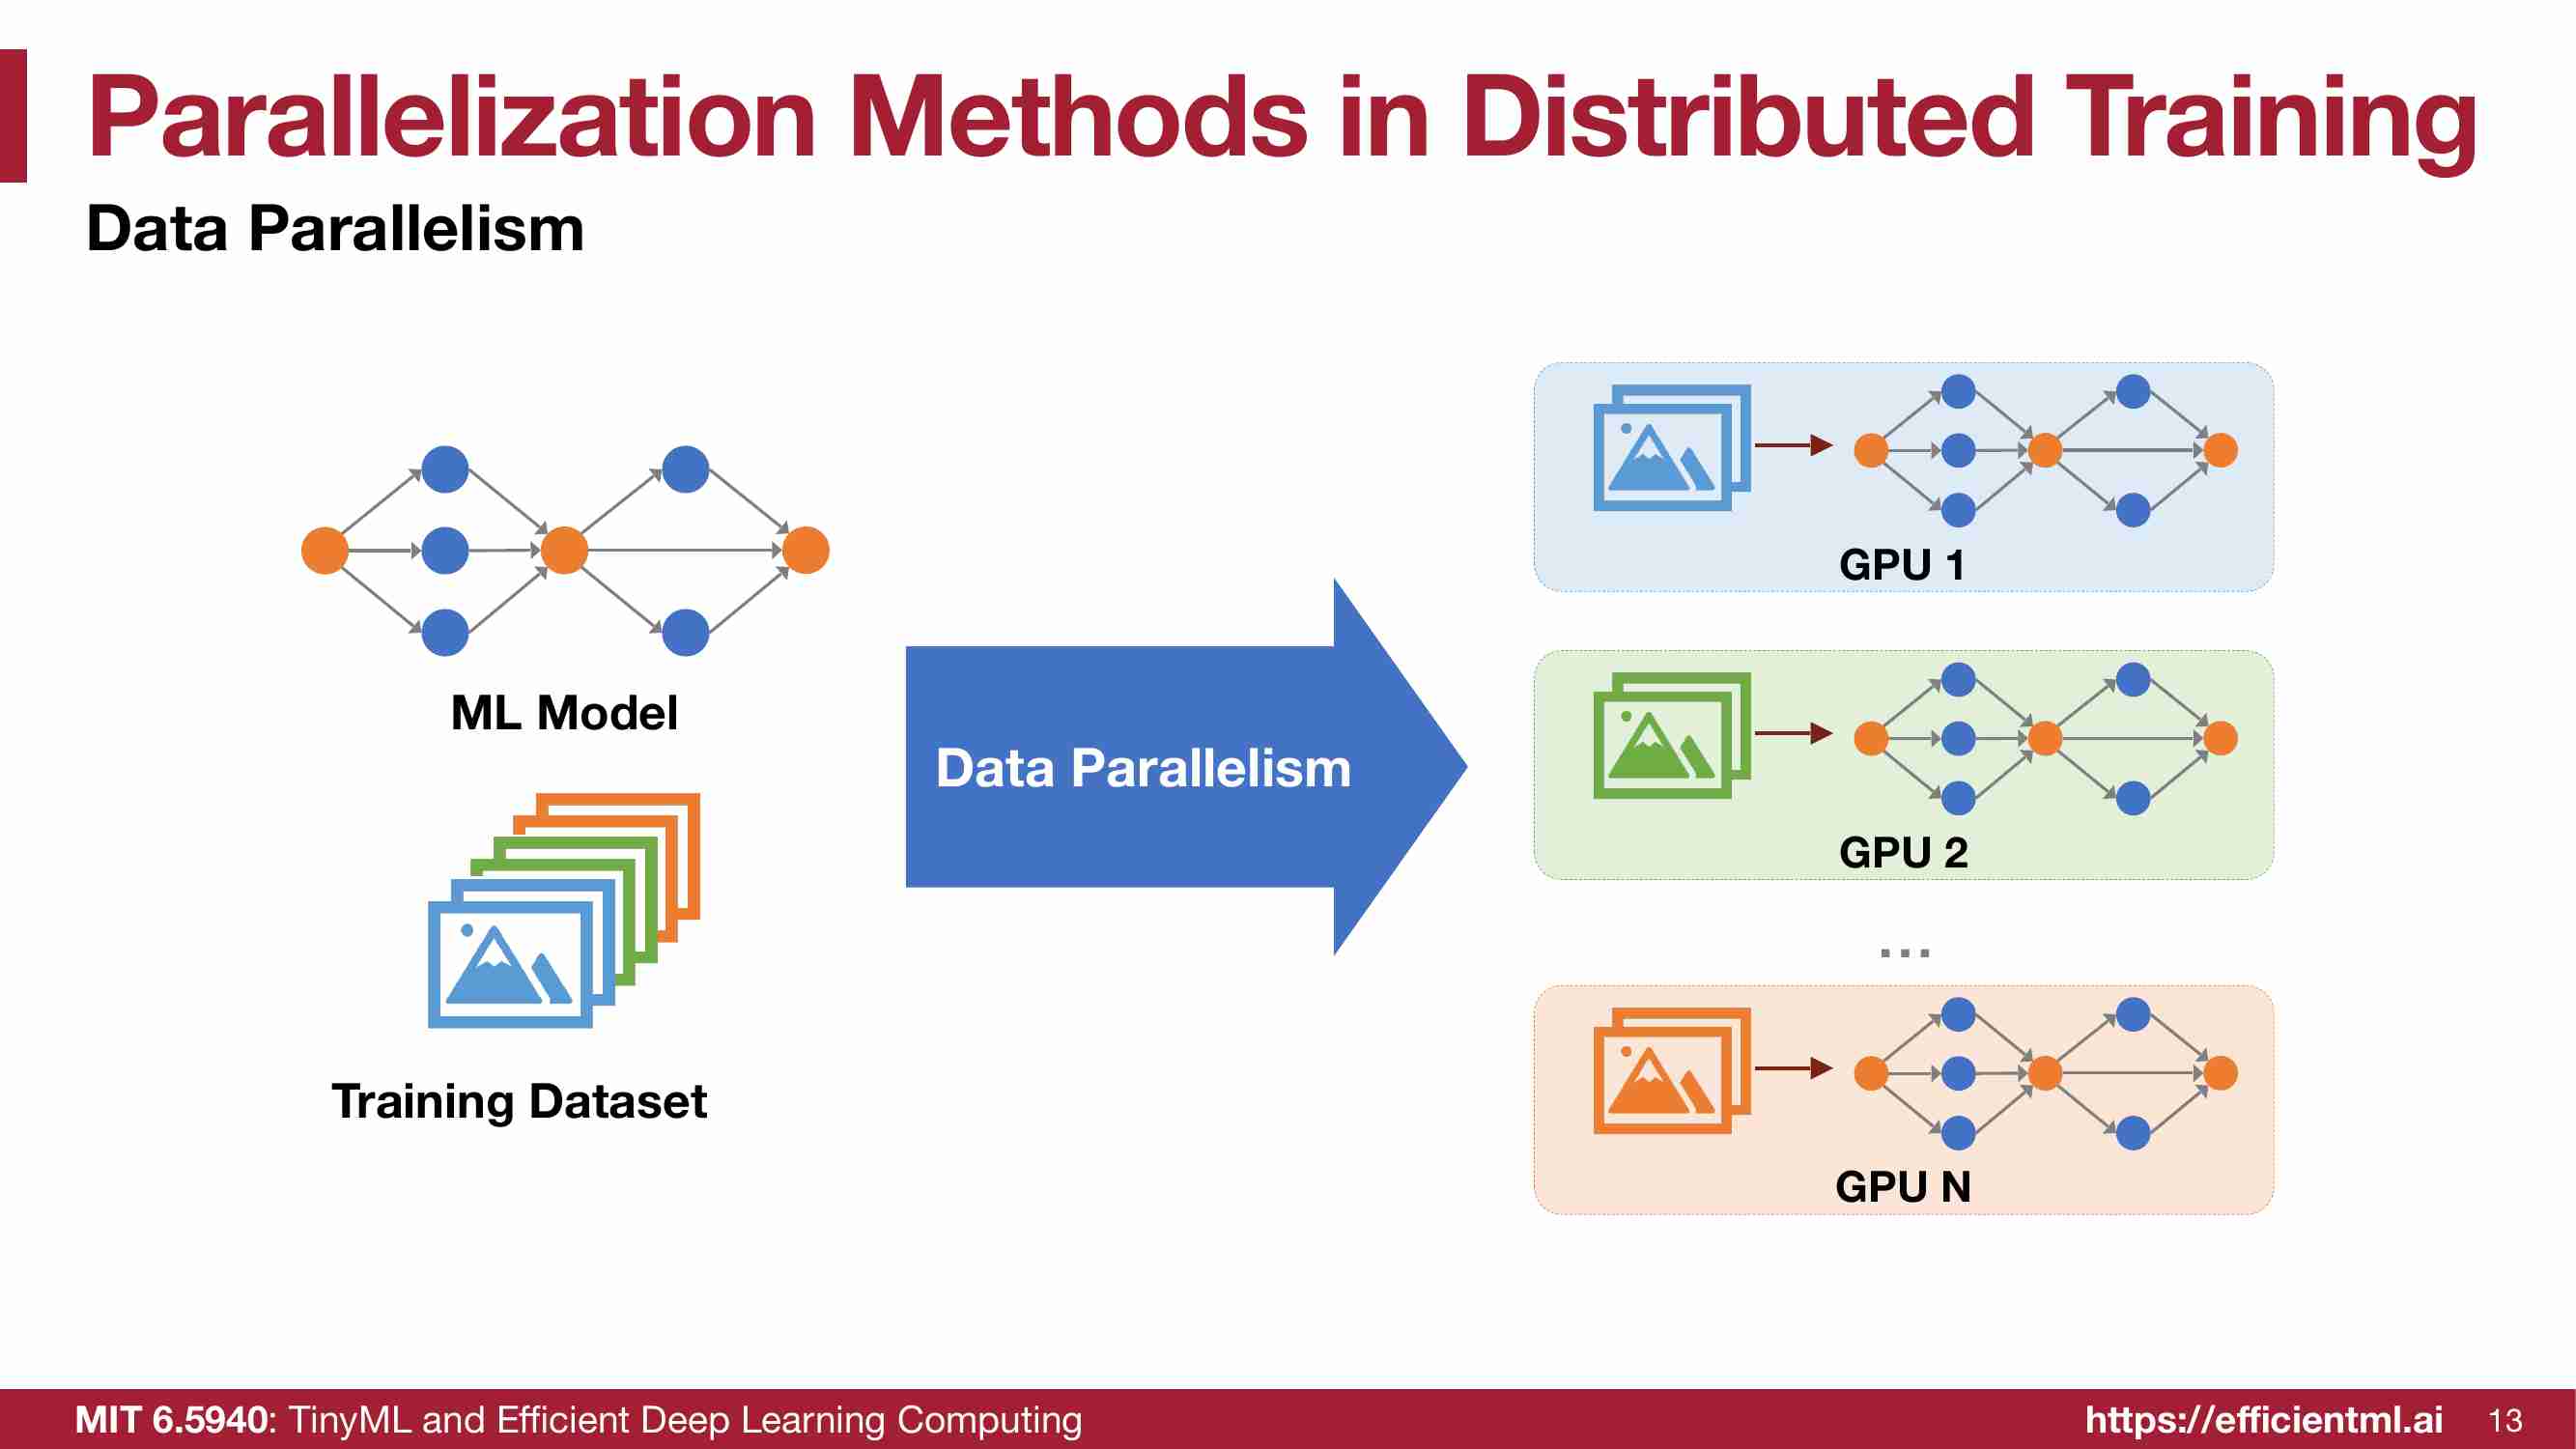 Parallelization Methods in Distributed Training
Data Parallelism
ML Model
Training Dataset
Data Parallelism
GPU 1
GPU 2
...
GPU N
MIT 6.5940: TinyML and Efficient Deep Learning Computing
https://efficientml.ai
13